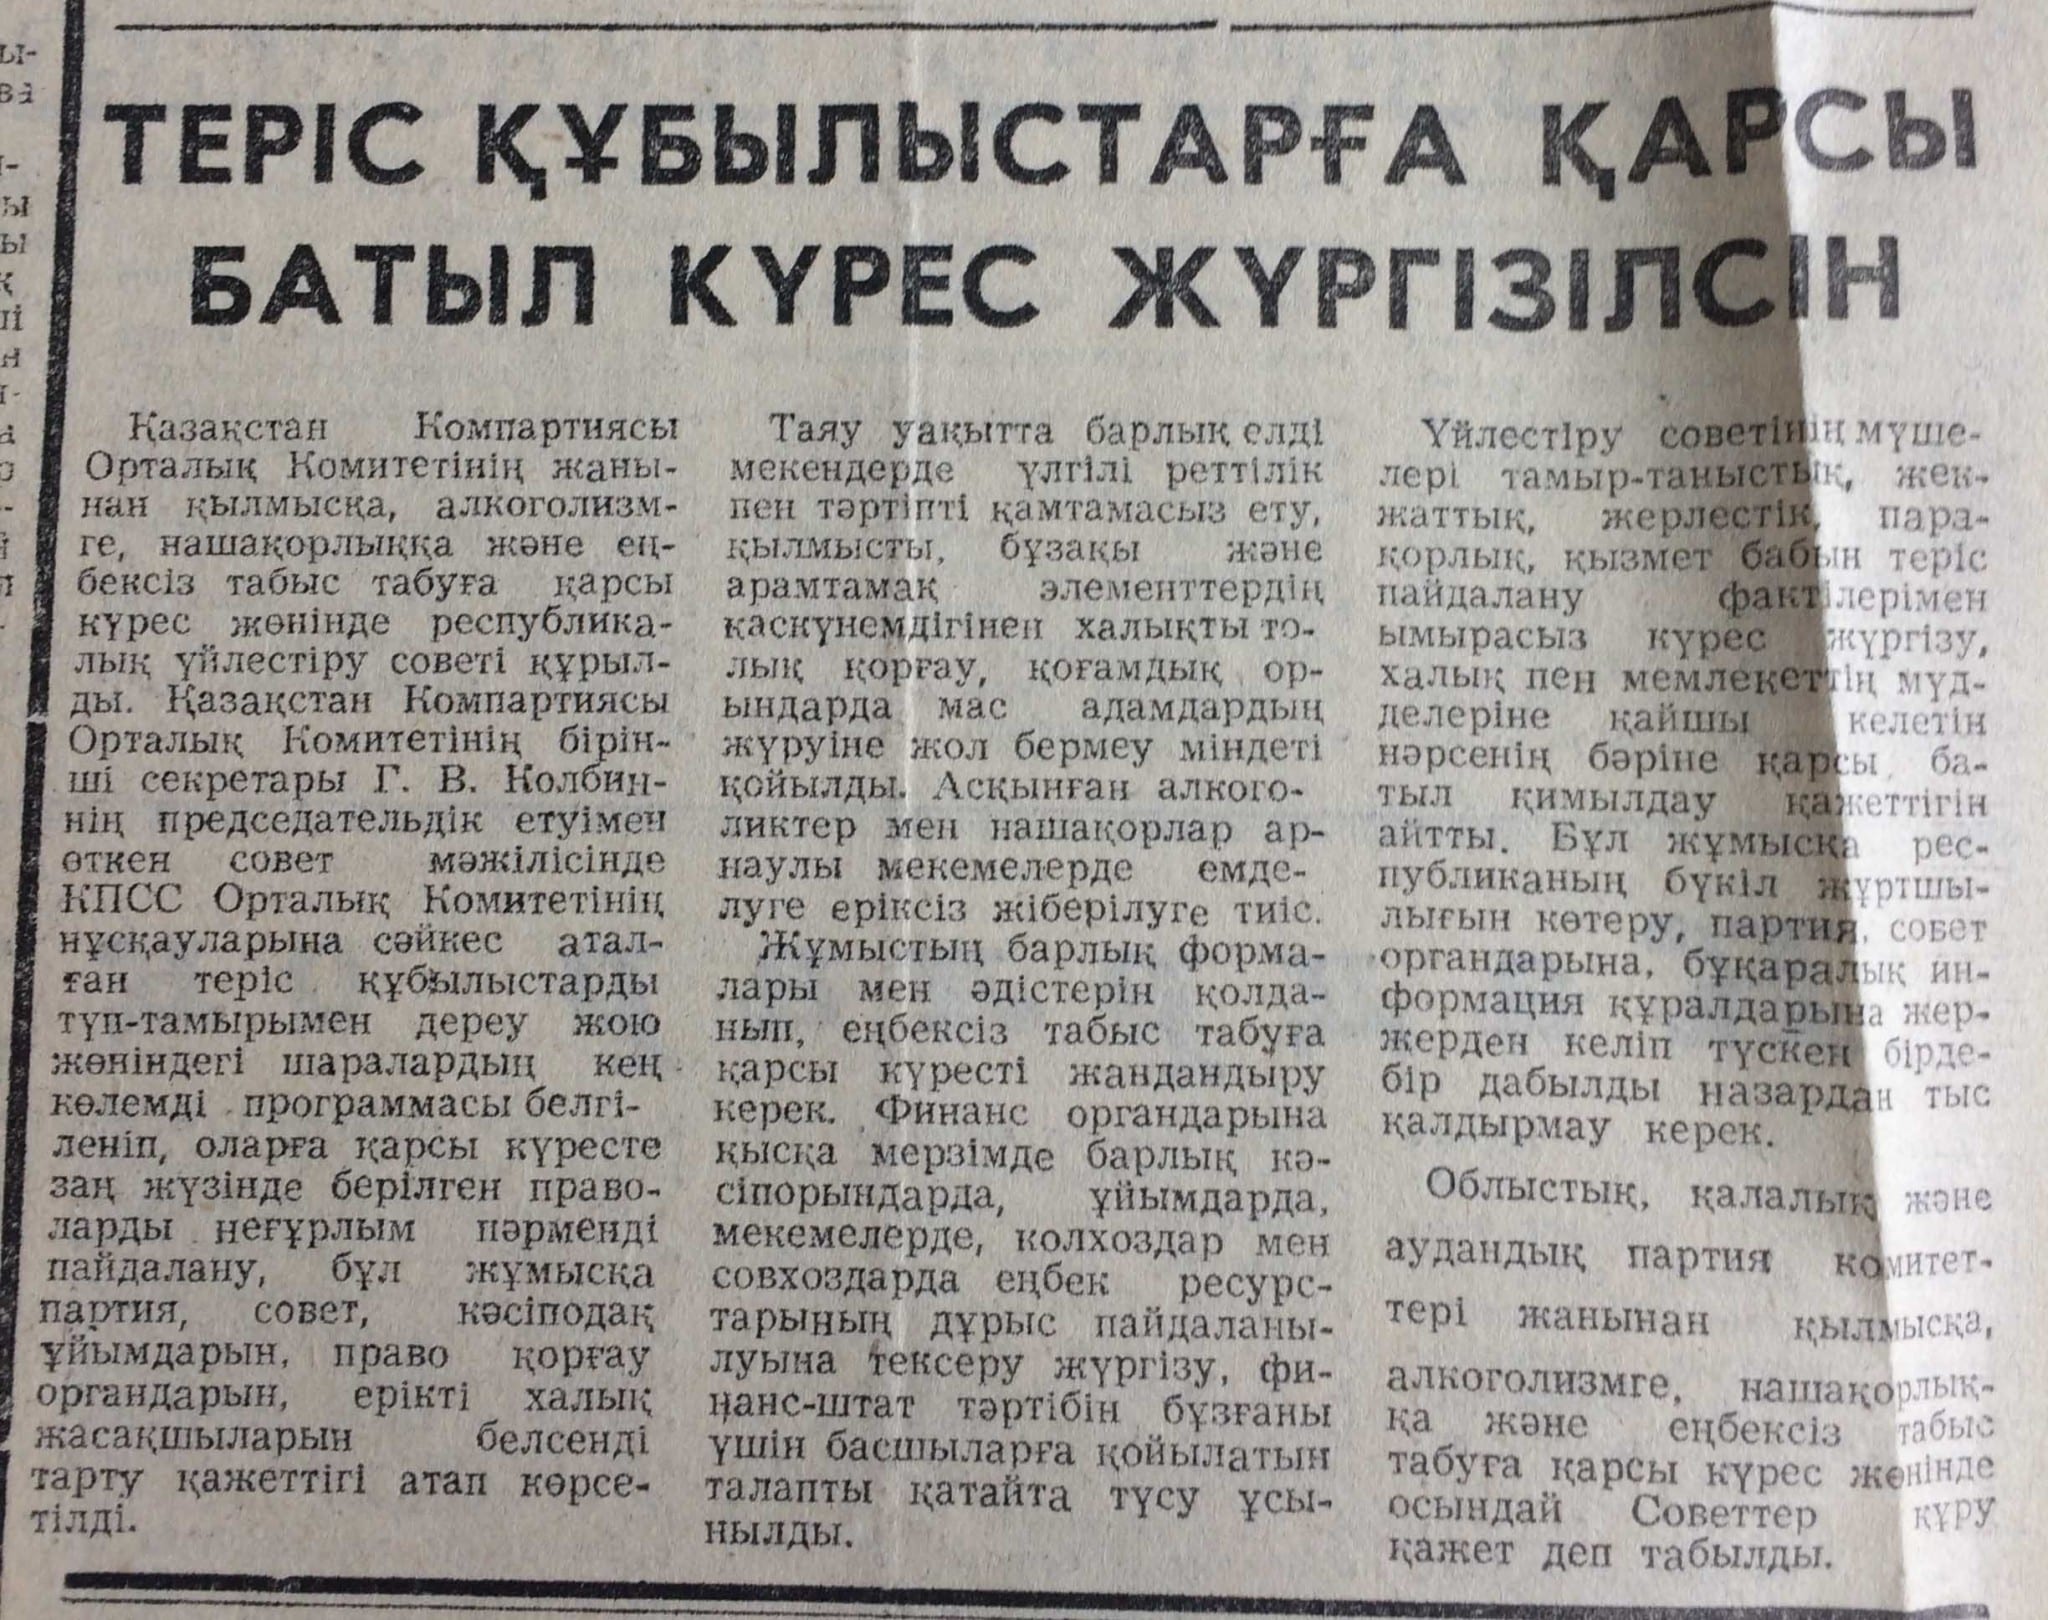 ТЕРІС ҚҰБЫЛЫСТАРҒА ҚАРСЫ
БАТЫЛ КҮРЕС ЖҮРГІЗІЛСІН
Қазақстан Компартиясы
Орталық Комитетінің жаны-
нан қылмысқа, алкоголизм-
ге, нашақорлыққа және ең-
бексіз табыс табуға қарсы
күрес жөнінде республика-
лық үйлестіру советі құрыл-
ды. Қазақстан Компартиясы
Орталық Комитетінің бірін-
ші секретары Г. В. Колбин-
нің председательдік етуімен
өткен совет мәжілісінде
КПСС Орталық Комитетінің
нұсқауларына сәйкес атал-
ған теріс құбылыстарды
түп-тамырымен дереу жою
жөніндегі шаралардың кең
көлемді программасы белгі-
леніп, оларға қарсы күресте
заң жүзінде берілген право-
ларды неғұрлым пәрменді
пайдалану, бұл жұмысқа
партия, совет, кәсіподақ
ұйымдарын, право қорғау
органдарын, ерікті халық
жасақшыларын белсенді
тарту қажеттігі атап көрсе-
тілді.
Таяу уақытта барлық елді
мекендерде үлгілі реттілік
пен тәртіпті қамтамасыз ету,
қылмысты, бұзақы және
арамтамақ элементтердің
қаскүнемдігінен халықты то-
лық қорғау, қоғамдық ор-
ындарда мас адамдардың
жүруіне жол бермеу міндеті
қойылды. Асқынған алкого-
ликтер мен нашақорлар ар-
наулы мекемелерде емде-
луге еріксіз жіберілуге тиіс.
Жұмыстың барлық форма-
лары мен әдістерін қолда-
нып, еңбексіз табыс табуға
қарсы күресті жандандыру
керек. Финанс органдарына
қысқа мерзімде барлық кә-
сіпорындарда, ұйымдарда,
мекемелерде, колхоздар мен
совхоздарда еңбек ресурс-
тарының дұрыс пайдаланы-
луына тексеру жүргізу, фи-
нанс-штат тәртібін бұзғаны
үшін басшыларға қойылатын
талапты қатайта түсу ұсы-
нылды.
Үйлестіру советінің мүше-
лері тамыр-таныстық, жек-
жаттық, жерлестік, пара-
қорлық, қызмет бабын теріс
пайдалану фактілерімен
ымырасыз күрес жүргізу,
халық пен мемлекеттің мүд-
делеріне қайшы келетін
нәрсенің бәріне қарсы ба-
тыл қимылдау қажеттігін
айтты. Бұл жұмысқа рес-
публиканың бүкіл жұртшы-
лығын көтеру, партия, совет
органдарына, бұқаралық ин-
формация құралдарына жер-
жерден келіп түскен бірде-
бір дабылды назардан тыс
қалдырмау керек.
Облыстық, қалалық және
аудандық партия комитет-
тері жанынан қылмысқа,
алкоголизмге, нашақорлық-
қа және еңбексіз табыс
табуға қарсы күрес жөнінде
осындай Советтер құру
қажет деп табылды.